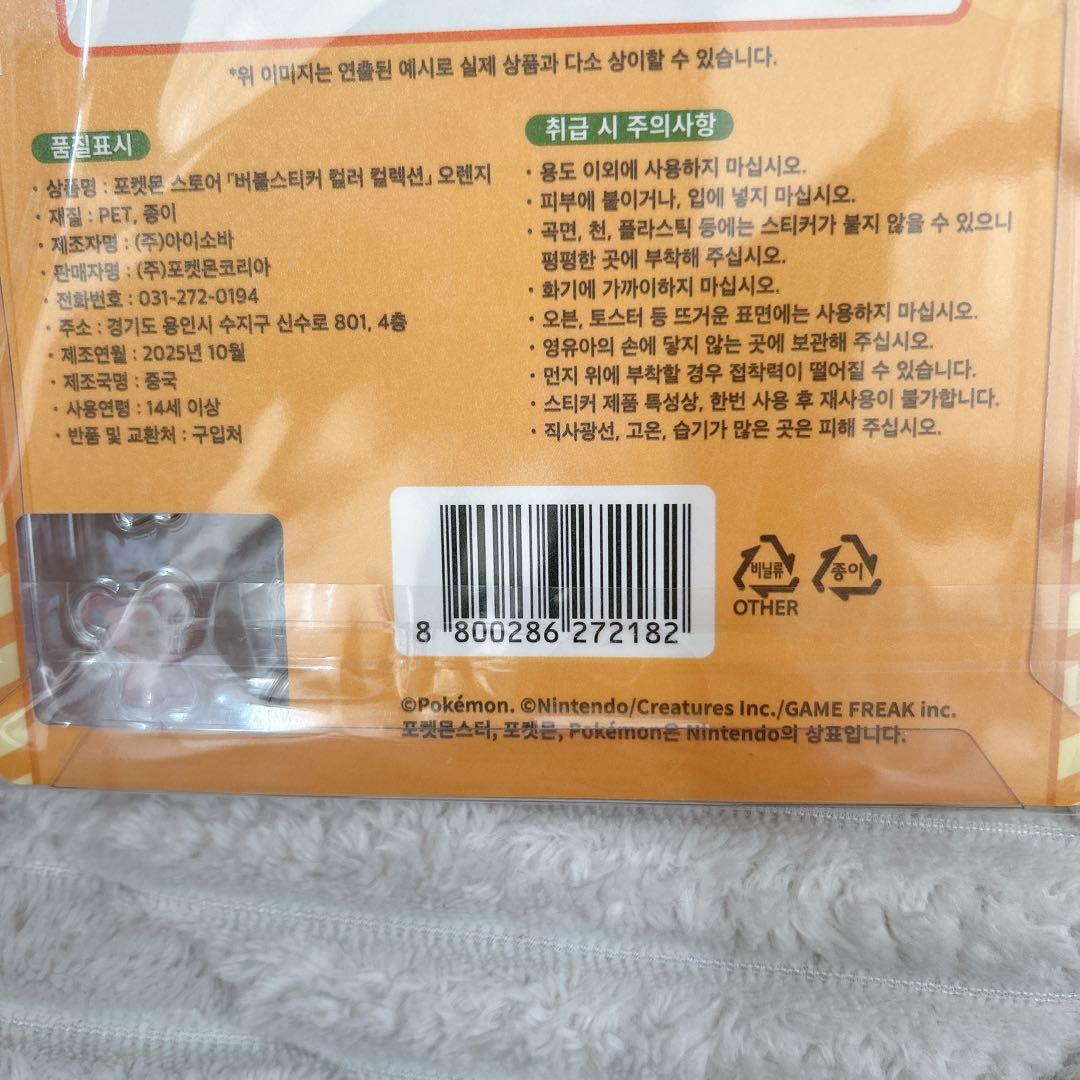 *위 이미지는 연출된 예시로 실제 상품과 다소 상이할 수 있습니다.
품질표시
· 상품명 : 포켓몬 스토어 「버블스티커 컬러 컬렉션」 오렌지
· 재질 : PET, 종이
· 제조자명 : (주)아이소바
· 판매자명 : (주)포켓몬코리아
· 전화번호 : 031-272-0194
· 주소 : 경기도 용인시 수지구 신수로 801, 4층
· 제조연월 : 2025년 10월
· 제조국명 : 중국
· 사용연령 : 14세 이상
· 반품 및 교환처 : 구입처
취급 시 주의사항
· 용도 이외에 사용하지 마십시오.
· 피부에 붙이거나, 입에 넣지 마십시오.
· 곡면, 천, 플라스틱 등에는 스티커가 붙지 않을 수 있으니
평평한 곳에 부착해 주십시오.
· 화기에 가까이하지 마십시오.
· 오븐, 토스터 등 뜨거운 표면에는 사용하지 마십시오.
· 영유아의 손에 닿지 않는 곳에 보관해 주십시오.
· 먼지 위에 부착할 경우 접착력이 떨어질 수 있습니다.
· 스티커 제품 특성상, 한번 사용 후 재사용이 불가합니다.
· 직사광선, 고온, 습기가 많은 곳은 피해 주십시오.
8 800286 272182
비닐류
OTHER
종이
©Pokémon. ©Nintendo/Creatures Inc./GAME FREAK inc.
포켓몬스터, 포켓몬, Pokémon은 Nintendo의 상표입니다.